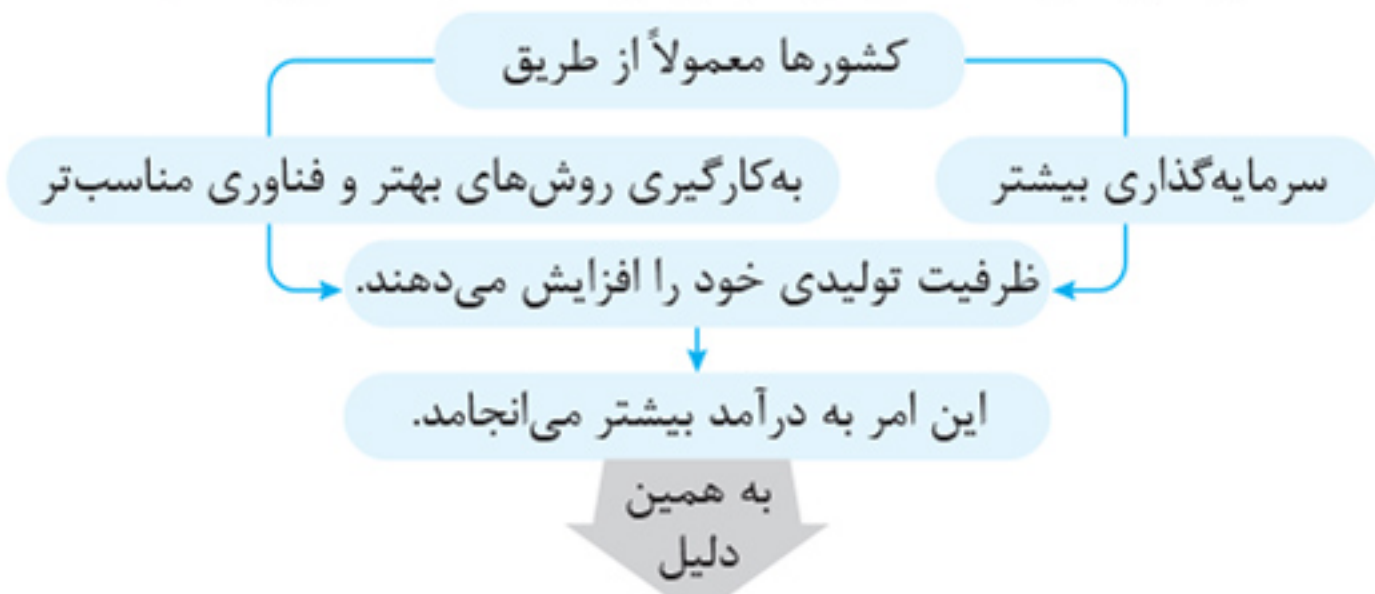 کشورها معمولاً از طریق
سرمایه‌گذاری بیشتر
به‌کارگیری روش‌های بهتر و فناوری مناسب‌تر
ظرفیت تولیدی خود را افزایش می‌دهند.
این امر به درآمد بیشتر می‌انجامد.
به همین
دلیل